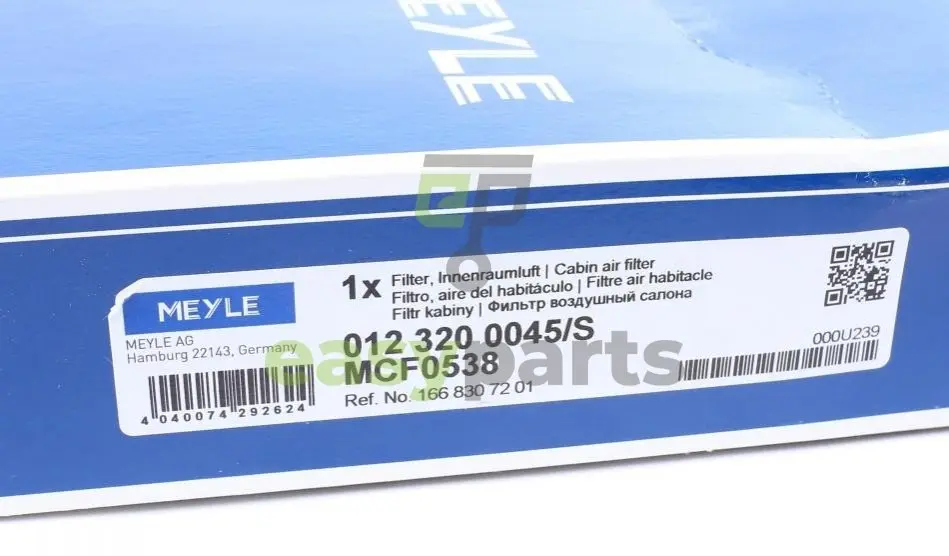 MEYLE
MEYLE
MEYLE AG
Hamburg 22143, Germany
4 040074 292624
1x
Filter, Innenraumluft | Cabin air filter
Filtro, aire del habitáculo | Filtre air habitacle
Filtr kabiny | Фильтр воздушный салона
012 320 0045/S
MCF0538
Ref. No. 166 830 72 01
000U239
easyparts